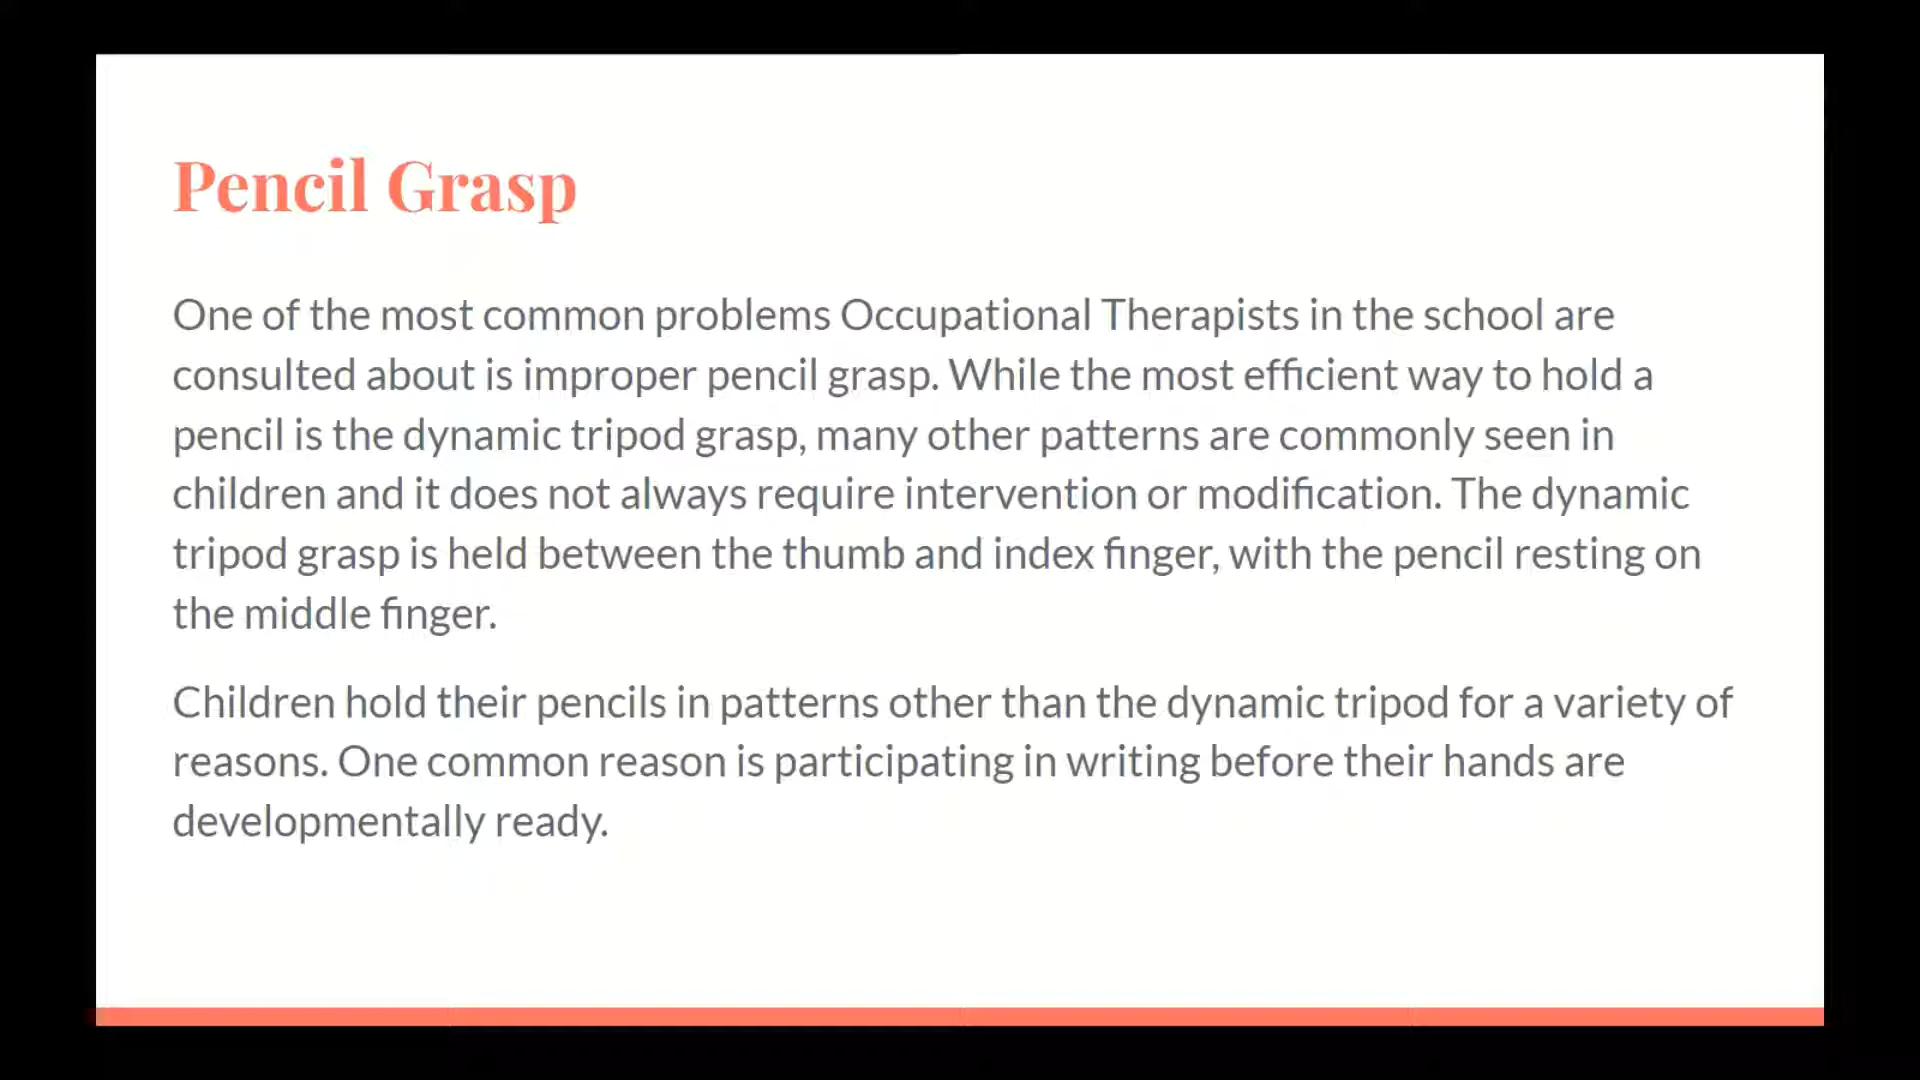 Pencil Grasp
One of the most common problems Occupational Therapists in the school are
consulted about is improper pencil grasp. While the most efficient way to hold a
pencil is the dynamic tripod grasp, many other patterns are commonly seen in
children and it does not always require intervention or modification. The dynamic
tripod grasp is held between the thumb and index finger, with the pencil resting on
the middle finger.
Children hold their pencils in patterns other than the dynamic tripod for a variety of
reasons. One common reason is participating in writing before their hands are
developmentally ready.